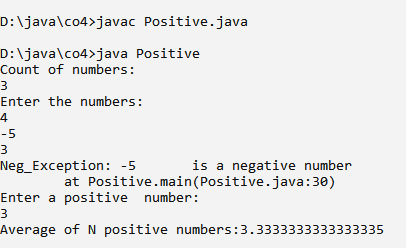 D:\java\co4>javac Positive.java
D:\java\co4>java Positive
Count of numbers:
3
Enter the numbers:
4
-5
3
Neg_Exception: -5       is a negative number
        at Positive.main(Positive.java:30)
Enter a positive  number:
3
Average of N positive numbers:3.3333333333333335